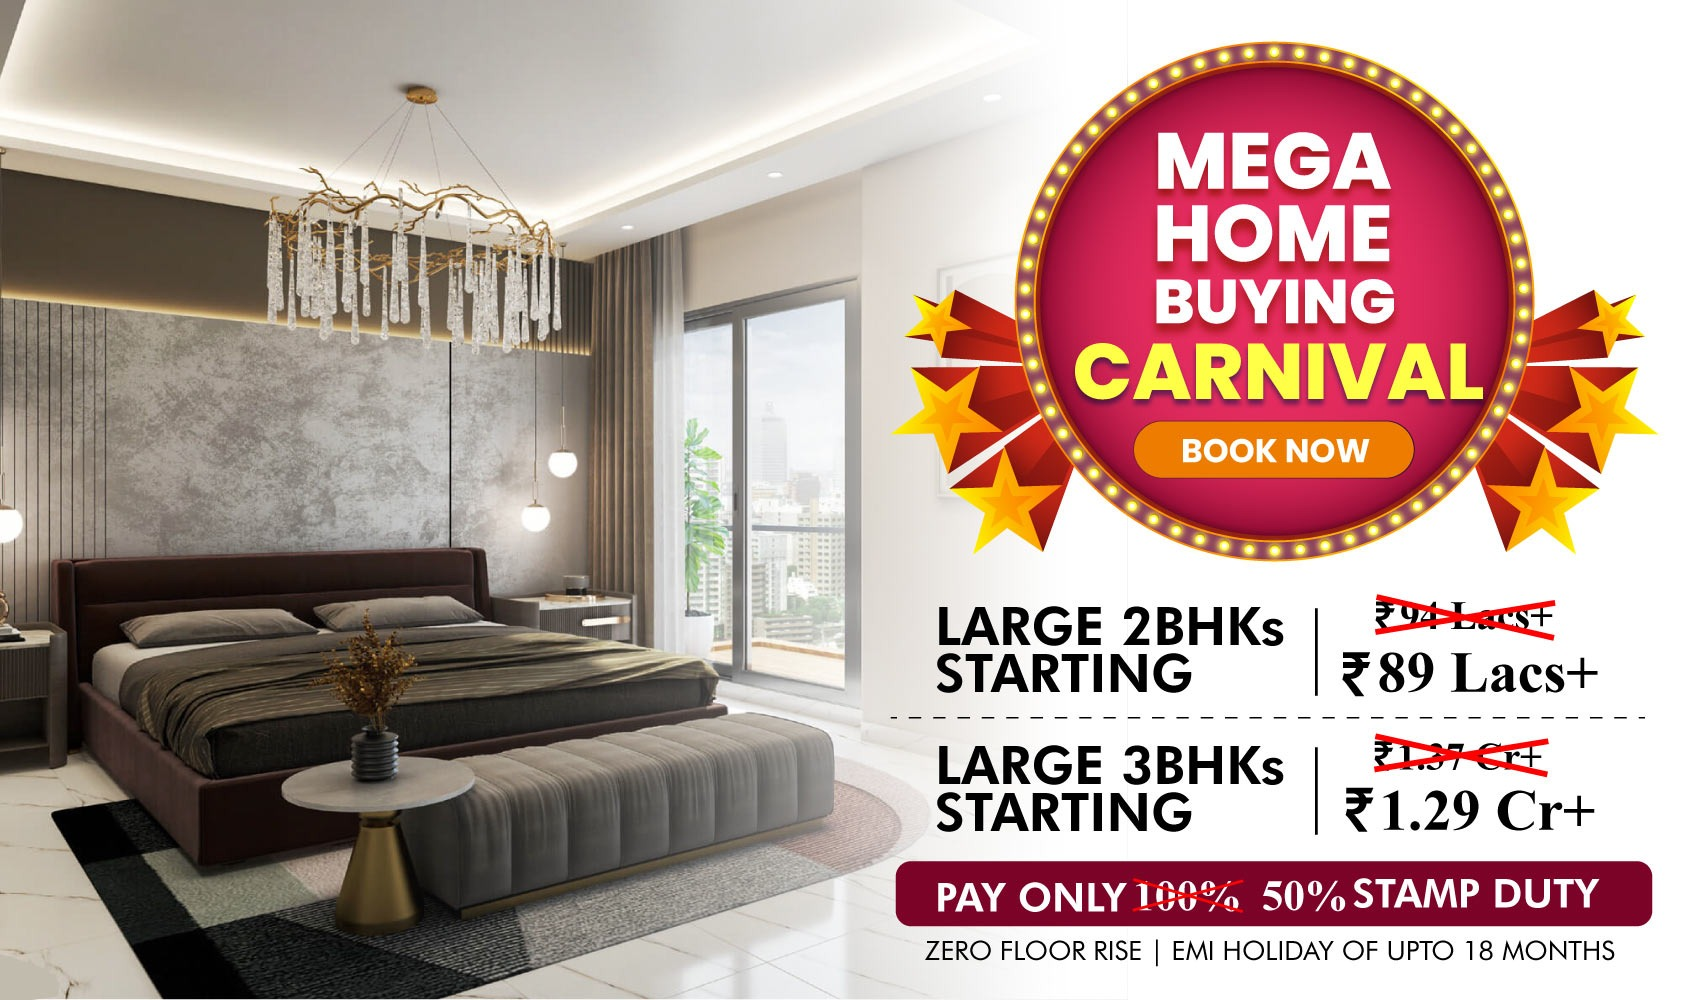 MEGA
HOME
BUYING
CARNIVAL
BOOK NOW
LARGE 2BHKs
STARTING
₹94 Lacs+
₹89 Lacs+
LARGE 3BHKs
STARTING
₹1.37 Cr+
₹1.29 Cr+
PAY ONLY 100% 50% STAMP DUTY
ZERO FLOOR RISE | EMI HOLIDAY OF UPTO 18 MONTHS